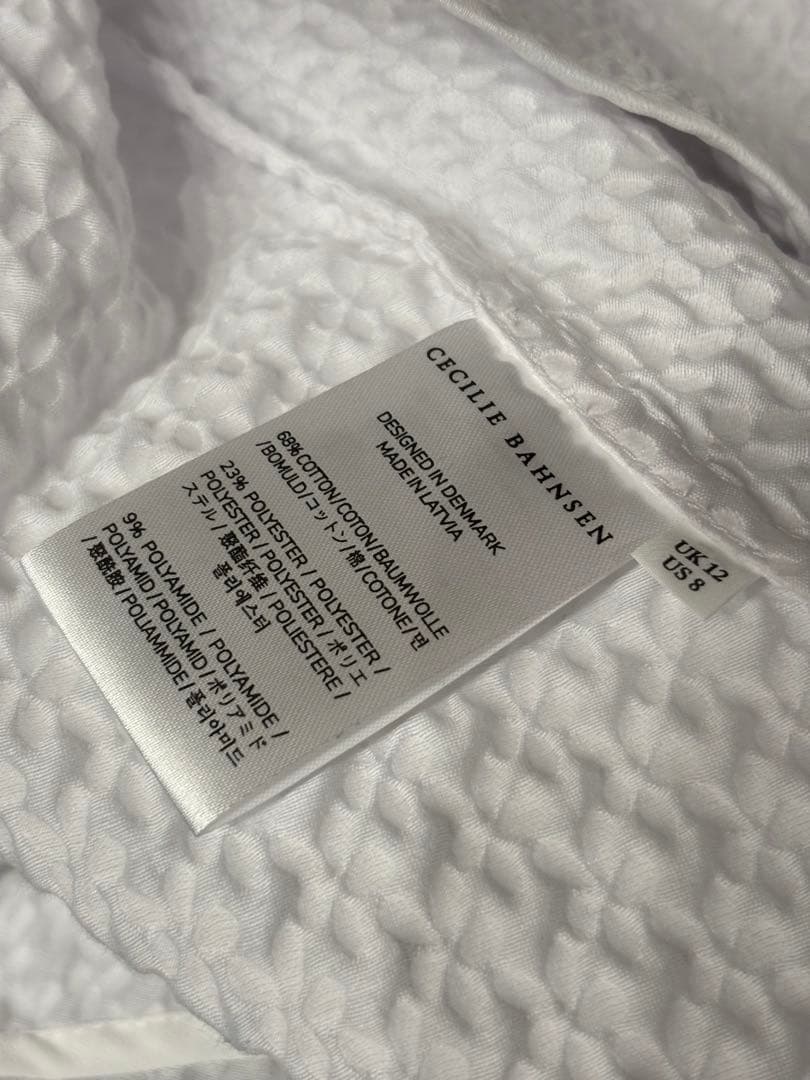 CECILIE BAHNSEN
DESIGNED IN DENMARK
MADE IN LATVIA
68% COTTON/COTON/BAUMWOLLE
/BOMULD/コットン/棉/COTONE/면
23% POLYESTER / POLYESTER /
POLYESTER / POLYESTER / ポリエ
ステル / 聚酯纤维 / POLIESTERE /
폴리에스터
9% POLYAMIDE / POLYAMIDE /
POLYAMID / POLYAMID / ポリアミド
/ 聚酰胺 / POLIAMMIDE / 폴리아미드
UK 12
US 8